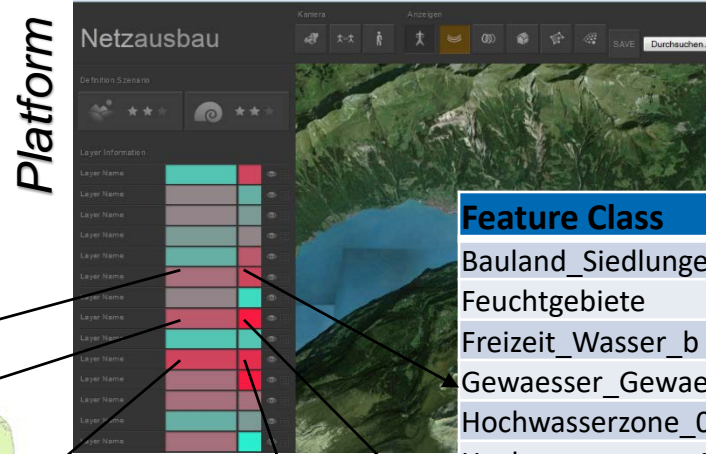 Platform
Kamera Anzeigen
Netzausbau
SAVE Durchsuchen.
Definition Szenario
Layer Information
Layer Name
Layer Name
Layer Name
Layer Name
Layer Name
Layer Name
Layer Name
Layer Name
Layer Name
Layer Name
Layer Name
Layer Name
Layer Name
Layer Name
Feature Class
Bauland_Siedlunge
Feuchtgebiete
Freizeit_Wasser_b
Gewaesser_Gewae
Hochwasserzone_0